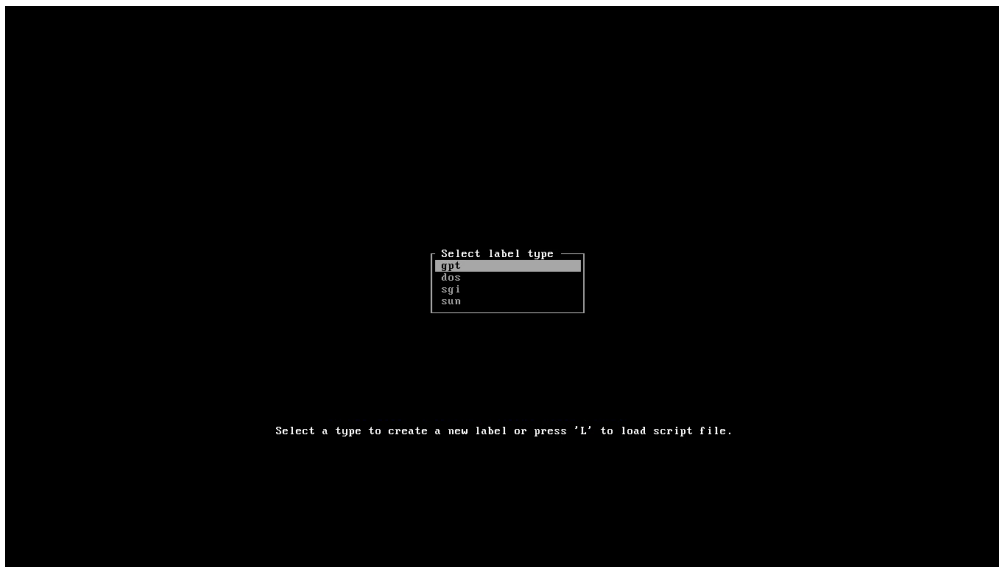 Select label type
gpt
dos
sgi
sun
Select a type to create a new label or press 'L' to load script file.